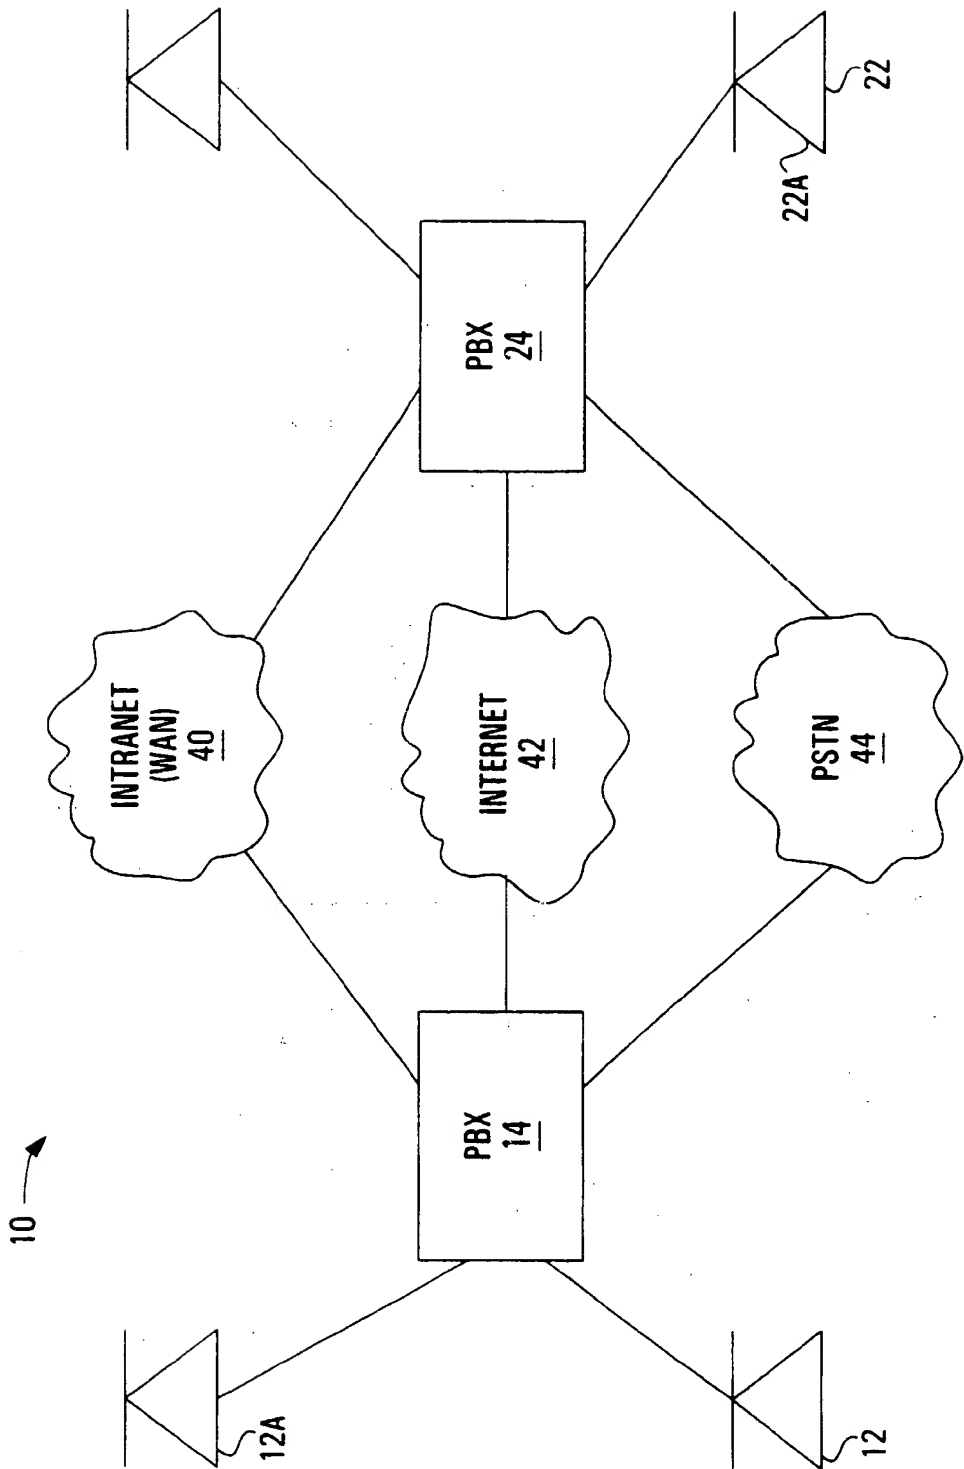 10
INTRANET
(WAN)
40
12A
PBX
14
INTERNET
42
PBX
24
12
PSTN
44
22A
22